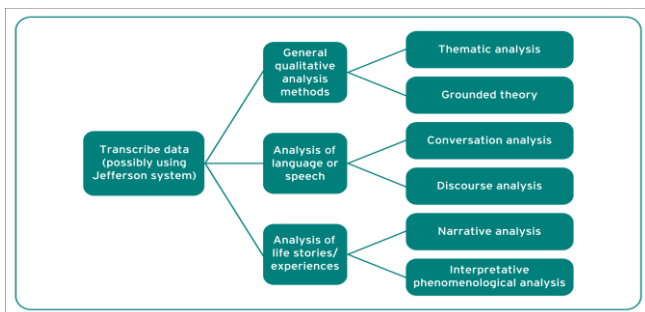 Transcribe data
(possibly using
Jefferson system)
General
qualitative
analysis
methods
Thematic analysis
Grounded theory
Analysis of
language or
speech
Conversation analysis
Discourse analysis
Analysis of
life stories/
experiences
Narrative analysis
Interpretative
phenomenological analysis